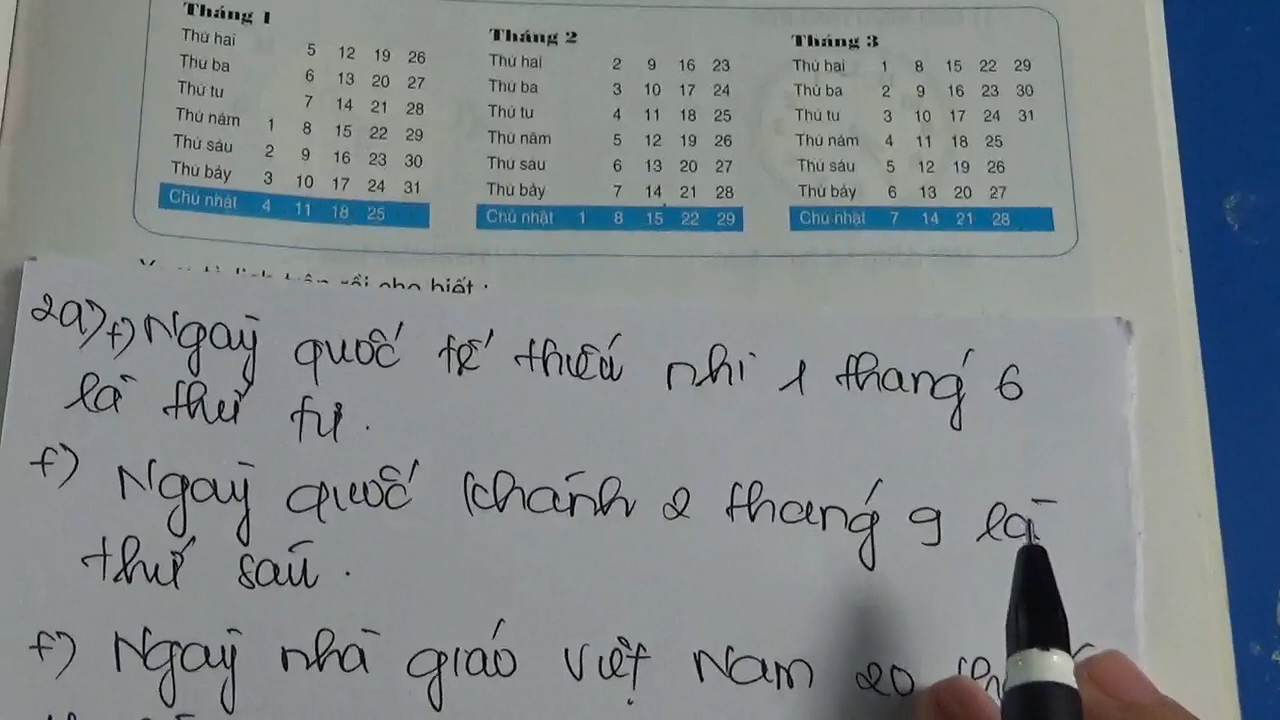 Tháng 1
Thứ hai 5 12 19 26
Thứ ba 6 13 20 27
Thứ tư 7 14 21 28
Thứ năm 1 8 15 22 29
Thứ sáu 2 9 16 23 30
Thứ bảy 3 10 17 24 31
Chủ nhật 4 11 18 25
Tháng 2
Thứ hai 2 9 16 23
Thứ ba 3 10 17 24
Thứ tư 4 11 18 25
Thứ năm 5 12 19 26
Thứ sáu 6 13 20 27
Thứ bảy 7 14 21 28
Chủ nhật 1 8 15 22 29
Tháng 3
Thứ hai 1 8 15 22 29
Thứ ba 2 9 16 23 30
Thứ tư 3 10 17 24 31
Thứ năm 4 11 18 25
Thứ sáu 5 12 19 26
Thứ bảy 6 13 20 27
Chủ nhật 7 14 21 28
rồi cho biết :
2a) +) Ngày quốc tế thiếu nhi 1 tháng 6
là thứ tư.
+) Ngày quốc khánh 2 tháng 9 là
thứ sáu.
+) Ngày nhà giáo Việt Nam 20